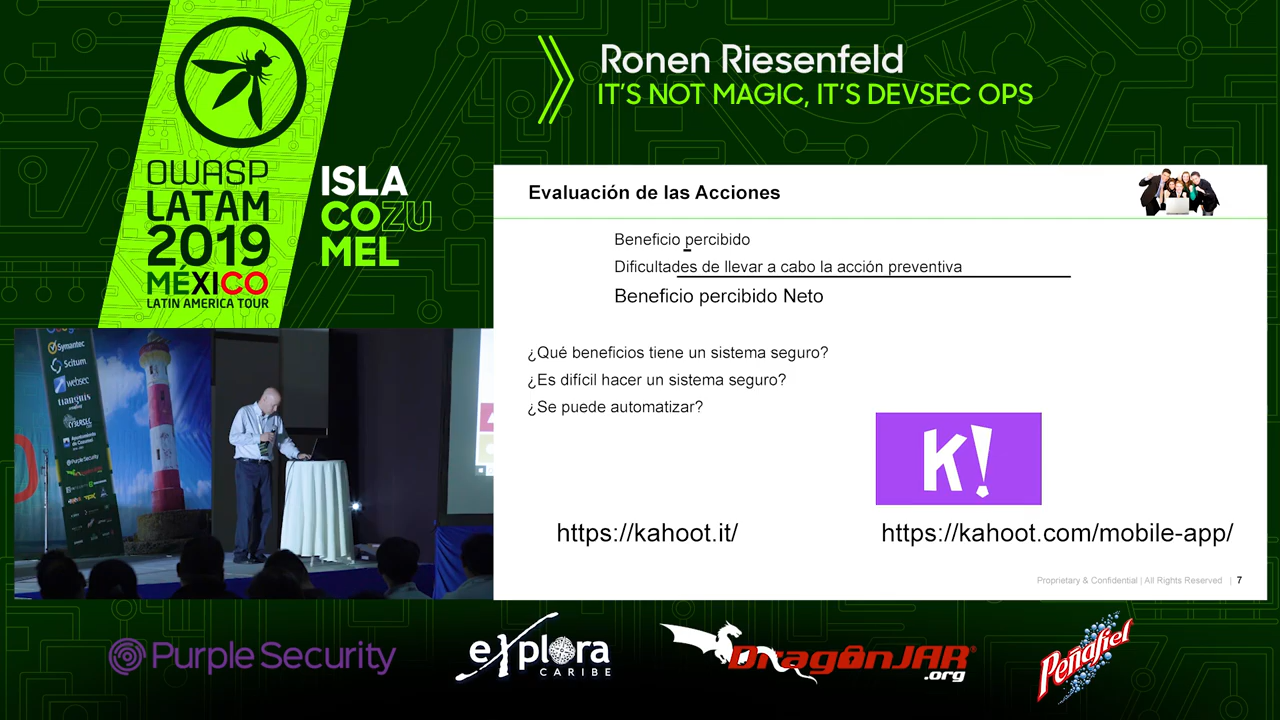 Ronen Riesenfeld
IT'S NOT MAGIC, IT'S DEVSEC OPS
OWASP
LATAM
2019
MÉXICO
LATIN AMERICA TOUR
ISLA
COZU
MEL
Evaluación de las Acciones
Beneficio percibido
Dificultades de llevar a cabo la acción preventiva
Beneficio percibido Neto
¿Qué beneficios tiene un sistema seguro?
¿Es difícil hacer un sistema seguro?
¿Se puede automatizar?
K!
https://kahoot.it/
https://kahoot.com/mobile-app/
Proprietary & Confidential | All Rights Reserved | 7
Symantec
Scitum
websec
tianguis
Purple Security
Purple Security
explora
CARIBE
DragonJAR
.org
Peñafiel